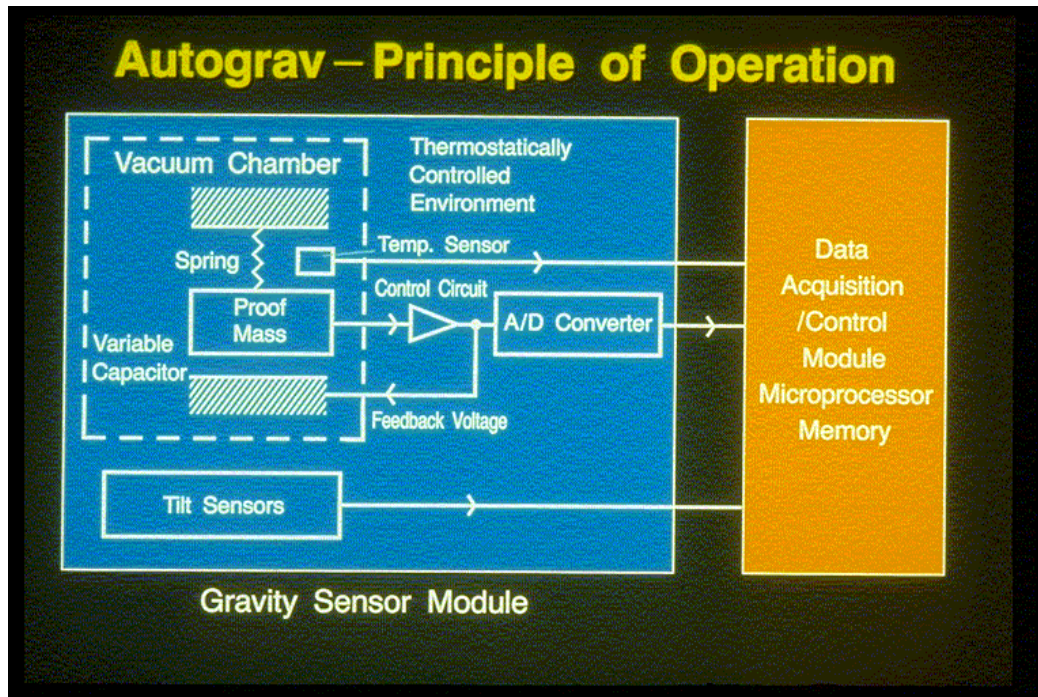 Autograv – Principle of Operation
Vacuum Chamber
Thermostatically
Controlled
Environment
Temp. Sensor
Spring
Control Circuit
Proof
Mass
A/D Converter
Variable
Capacitor
Feedback Voltage
Tilt Sensors
Data
Acquisition
/Control
Module
Microprocessor
Memory
Gravity Sensor Module